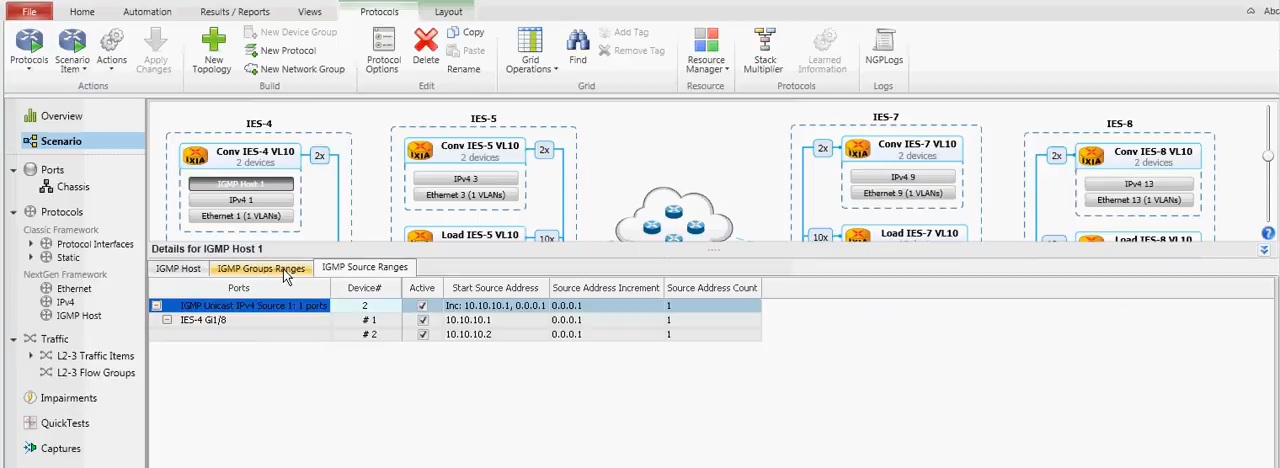 File Home Automation Results / Reports Views Protocols Layout Abc
Protocols Scenario Item Actions Apply Changes
New Topology New Device Group New Protocol New Network Group
Protocol Options Delete Copy Paste Rename
Grid Operations Find Add Tag Remove Tag
Resource Manager Stack Multiplier Learned Information NGPLogs
Actions Build Edit Grid Resource Protocols Logs
Overview
Scenario
Ports
Chassis
Protocols
Classic Framework
Protocol Interfaces
Static
NextGen Framework
Ethernet
IPv4
IGMP Host
Traffic
L2-3 Traffic Items
L2-3 Flow Groups
Impairments
QuickTests
Captures
IES-4
IXIA Conv IES-4 VL10 2x
2 devices
IGMP Host 1
IPv4 1
Ethernet 1 (1 VLANs)
IES-5
IXIA Conv IES-5 VL10 2x
2 devices
IPv4 3
Ethernet 3 (1 VLANs)
Load IES-5 VL10 10x
IES-7
2x IXIA Conv IES-7 VL10
2 devices
IPv4 9
Ethernet 9 (1 VLANs)
10x Load IES-7 VL10
IES-8
2x IXIA Conv IES-8 VL10
2 devices
IPv4 13
Ethernet 13 (1 VLANs)
Load IES-8 VL10
Details for IGMP Host 1
IGMP Host IGMP Groups Ranges IGMP Source Ranges
Ports Device# Active Start Source Address Source Address Increment Source Address Count
IGMP Unicast IPv4 Source 1: 1 ports 2 Inc: 10.10.10.1, 0.0.0.1 0.0.0.1 1
IES-4 Gi1/8 # 1 10.10.10.1 0.0.0.1 1
# 2 10.10.10.2 0.0.0.1 1